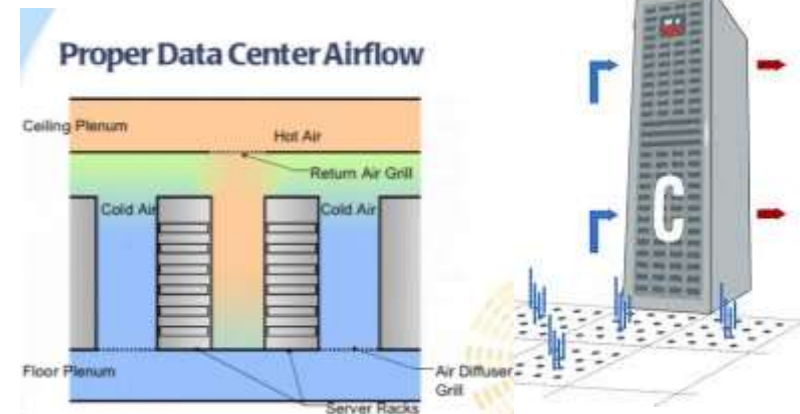 Proper Data Center Airflow
Ceiling Plenum
Hot Air
Return Air Grill
Cold Air
Cold Air
Floor Plenum
Air Diffuser
Grill
Server Racks
C